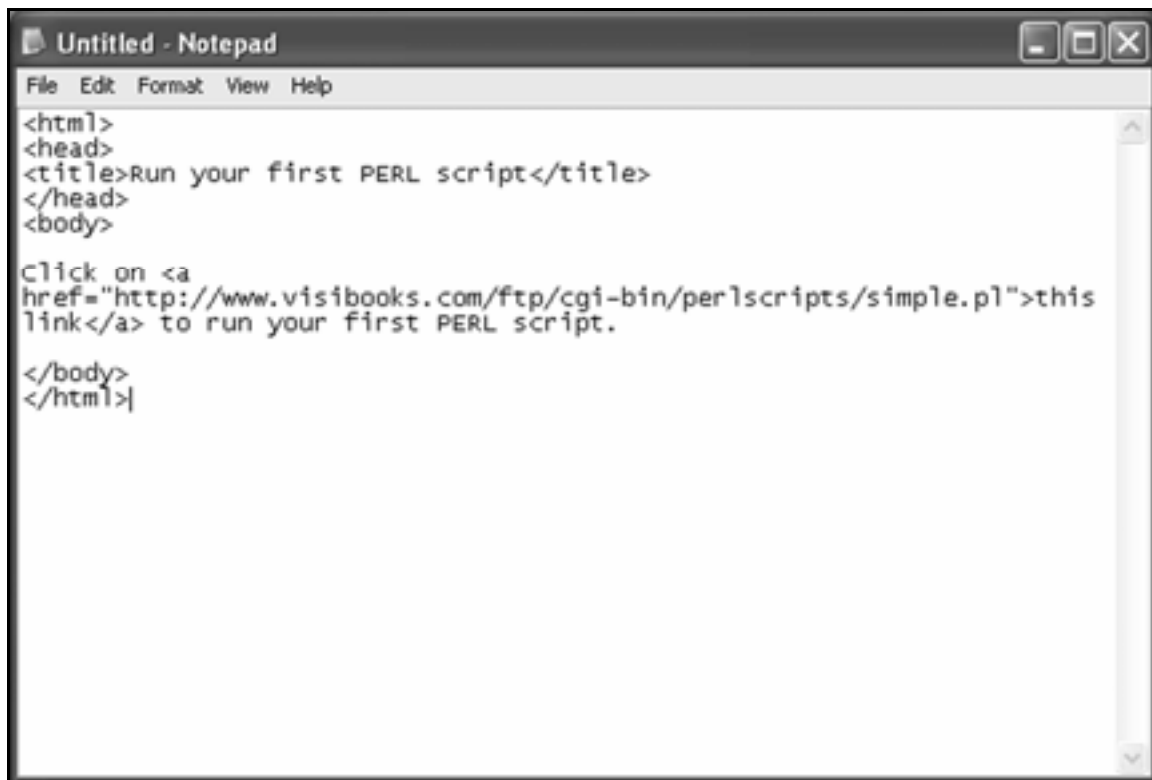 Untitled - Notepad
File Edit Format View Help
<html>
<head>
<title>Run your first PERL script</title>
</head>
<body>
Click on <a
href="http://www.visibooks.com/ftp/cgi-bin/perlscripts/simple.pl">this
link</a> to run your first PERL script.
</body>
</html>